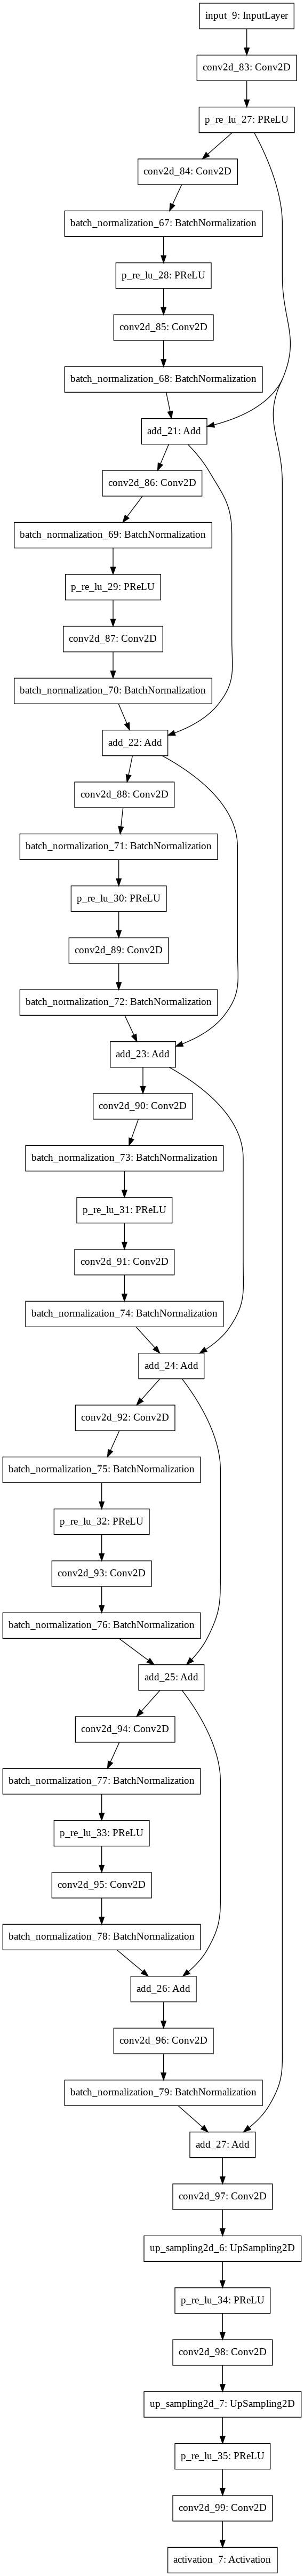 input_9: InputLayer
conv2d_83: Conv2D
p_re_lu_27: PReLU
conv2d_84: Conv2D
batch_normalization_67: BatchNormalization
p_re_lu_28: PReLU
conv2d_85: Conv2D
batch_normalization_68: BatchNormalization
add_21: Add
conv2d_86: Conv2D
batch_normalization_69: BatchNormalization
p_re_lu_29: PReLU
conv2d_87: Conv2D
batch_normalization_70: BatchNormalization
add_22: Add
conv2d_88: Conv2D
batch_normalization_71: BatchNormalization
p_re_lu_30: PReLU
conv2d_89: Conv2D
batch_normalization_72: BatchNormalization
add_23: Add
conv2d_90: Conv2D
batch_normalization_73: BatchNormalization
p_re_lu_31: PReLU
conv2d_91: Conv2D
batch_normalization_74: BatchNormalization
add_24: Add
conv2d_92: Conv2D
batch_normalization_75: BatchNormalization
p_re_lu_32: PReLU
conv2d_93: Conv2D
batch_normalization_76: BatchNormalization
add_25: Add
conv2d_94: Conv2D
batch_normalization_77: BatchNormalization
p_re_lu_33: PReLU
conv2d_95: Conv2D
batch_normalization_78: BatchNormalization
add_26: Add
conv2d_96: Conv2D
batch_normalization_79: BatchNormalization
add_27: Add
conv2d_97: Conv2D
up_sampling2d_6: UpSampling2D
p_re_lu_34: PReLU
conv2d_98: Conv2D
up_sampling2d_7: UpSampling2D
p_re_lu_35: PReLU
conv2d_99: Conv2D
activation_7: Activation